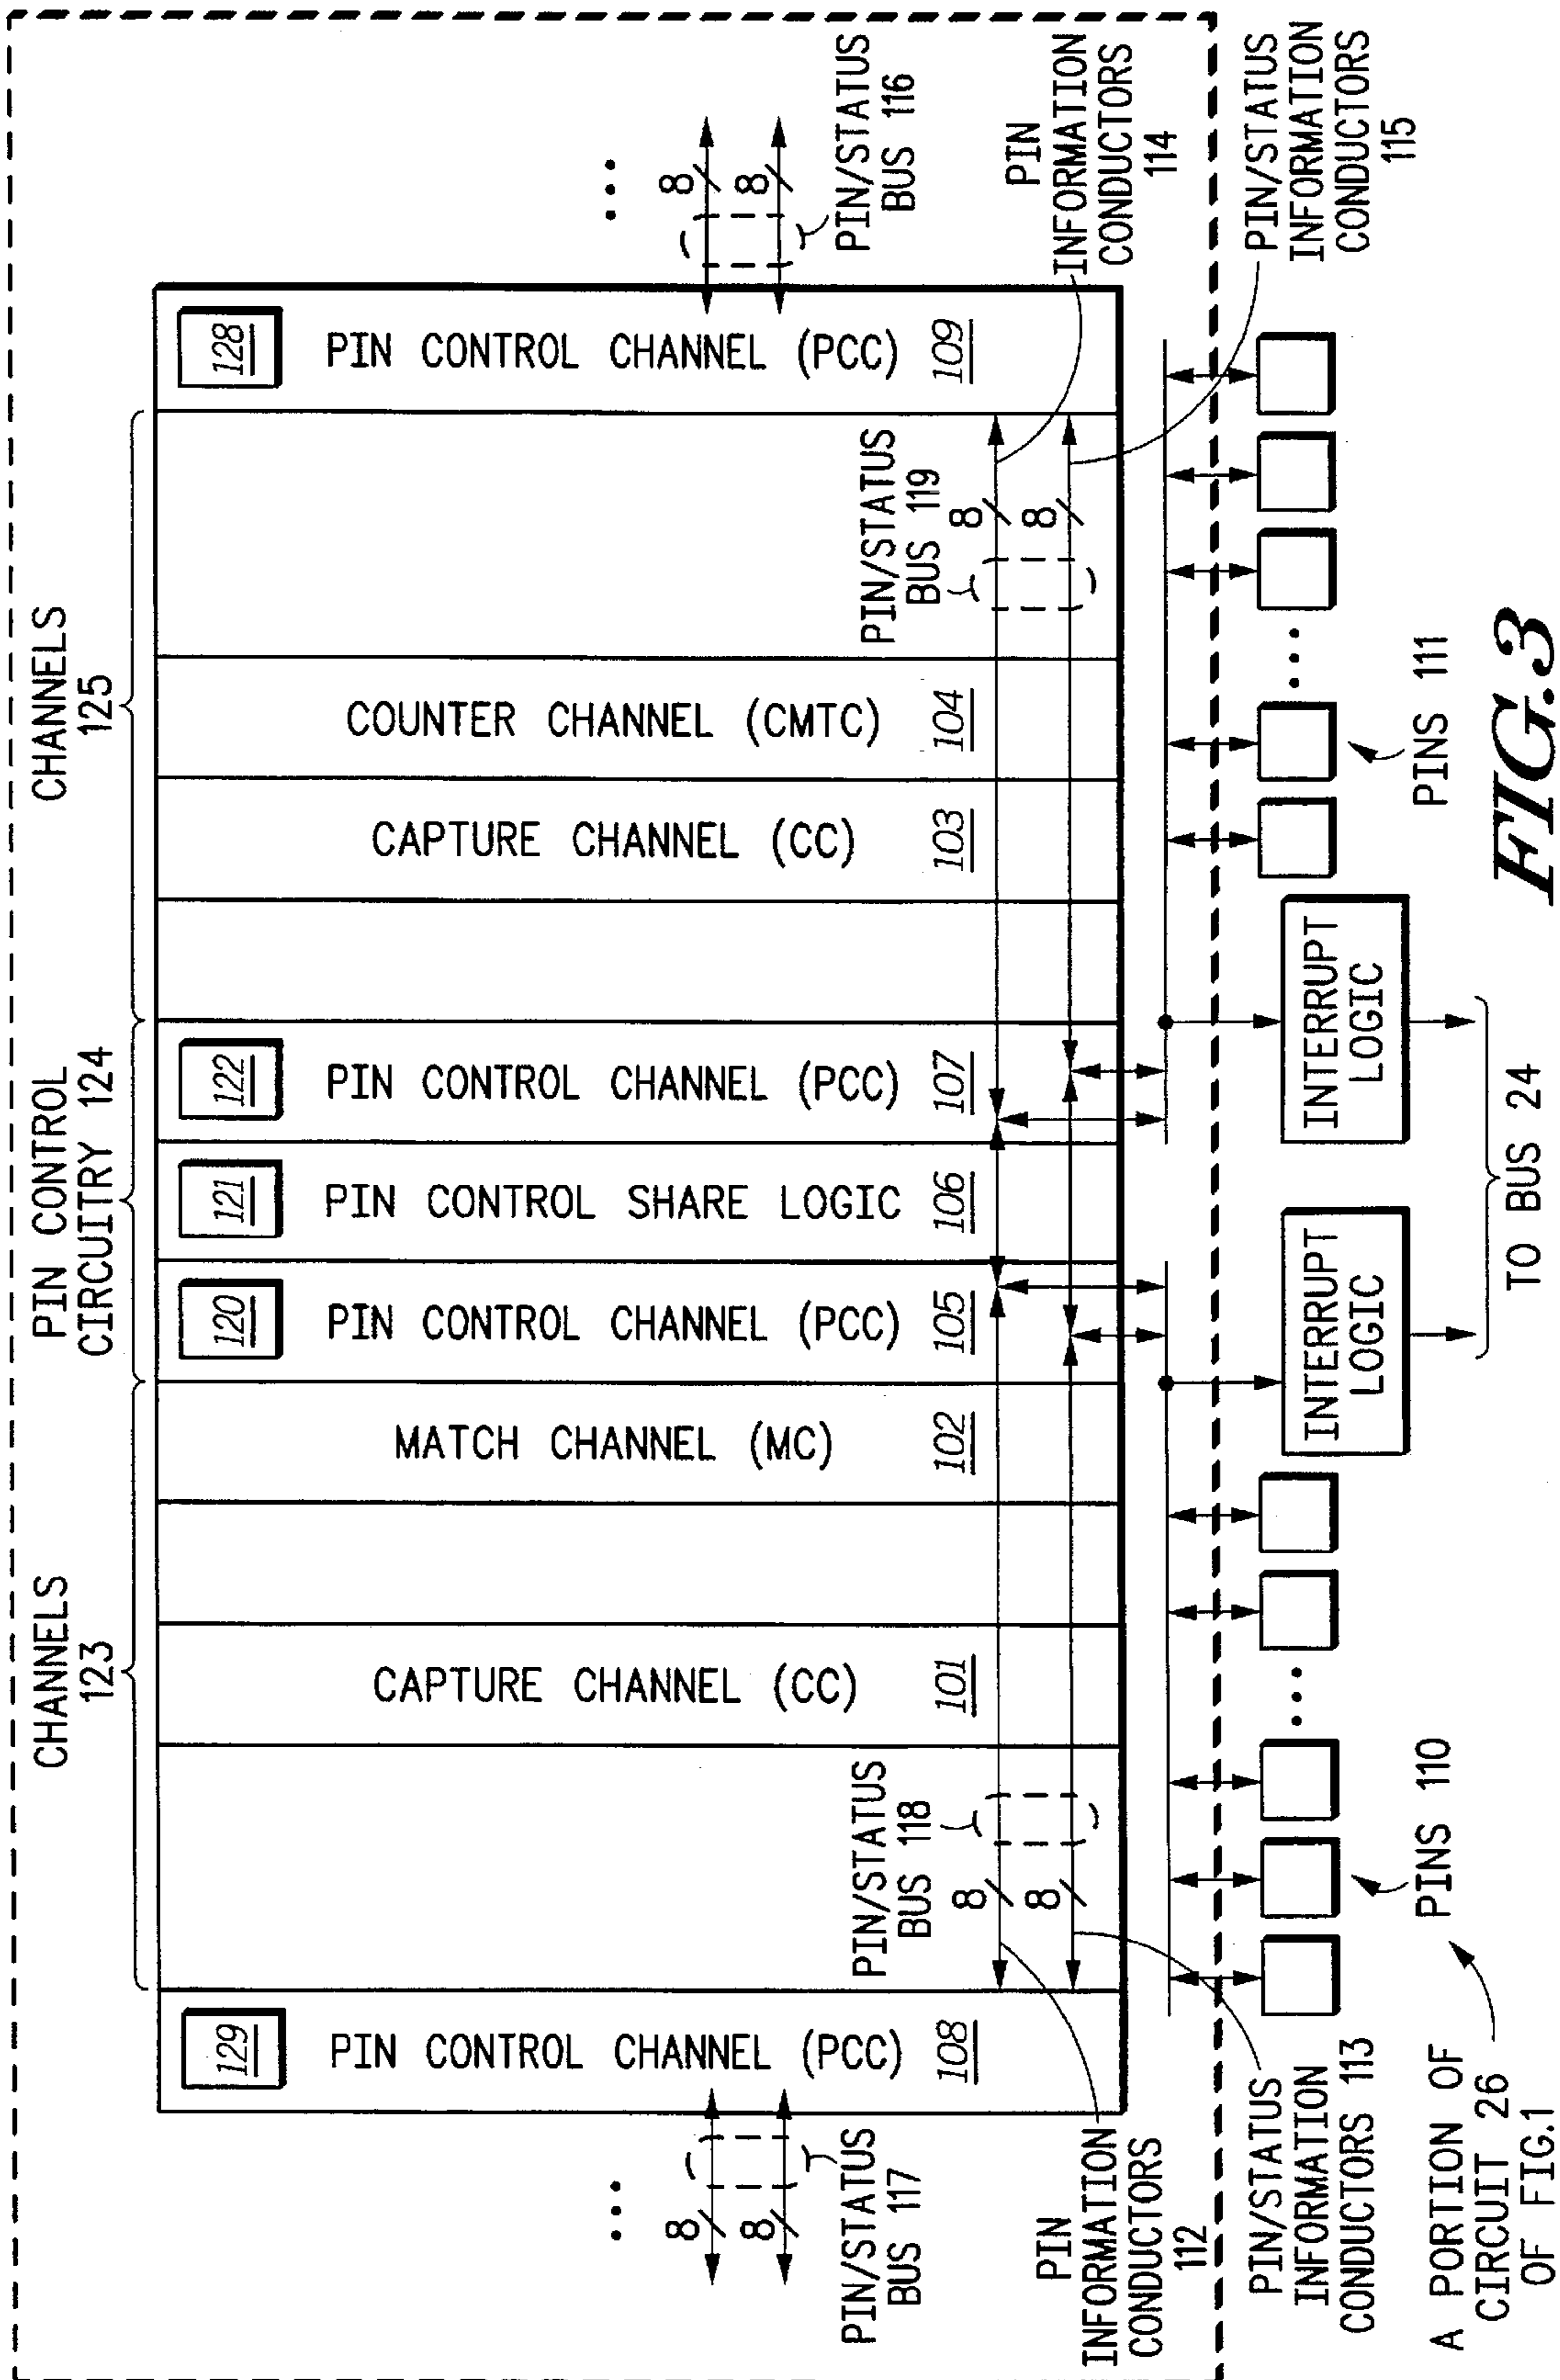 CHANNELS
123
PIN CONTROL
CIRCUITRY 124
CHANNELS
125
129
PIN CONTROL CHANNEL (PCC)
108
CAPTURE CHANNEL (CC)
101
MATCH CHANNEL (MC)
102
120
PIN CONTROL CHANNEL (PCC)
105
121
PIN CONTROL SHARE LOGIC
106
122
PIN CONTROL CHANNEL (PCC)
107
CAPTURE CHANNEL (CC)
103
COUNTER CHANNEL (CMTC)
104
128
PIN CONTROL CHANNEL (PCC)
109
...
8
8
PIN/STATUS
BUS 117
PIN/STATUS
BUS 118
8
8
PIN/STATUS
BUS 119
8
8
...
8
8
PIN/STATUS
BUS 116
PIN
INFORMATION
CONDUCTORS
112
PIN/STATUS
INFORMATION
CONDUCTORS 113
PIN
INFORMATION
CONDUCTORS
114
PIN/STATUS
INFORMATION
CONDUCTORS
115
...
PINS 110
INTERRUPT
LOGIC
INTERRUPT
LOGIC
TO BUS 24
...
PINS 111
A PORTION OF
CIRCUIT 26
OF FIG.1
FIG.3